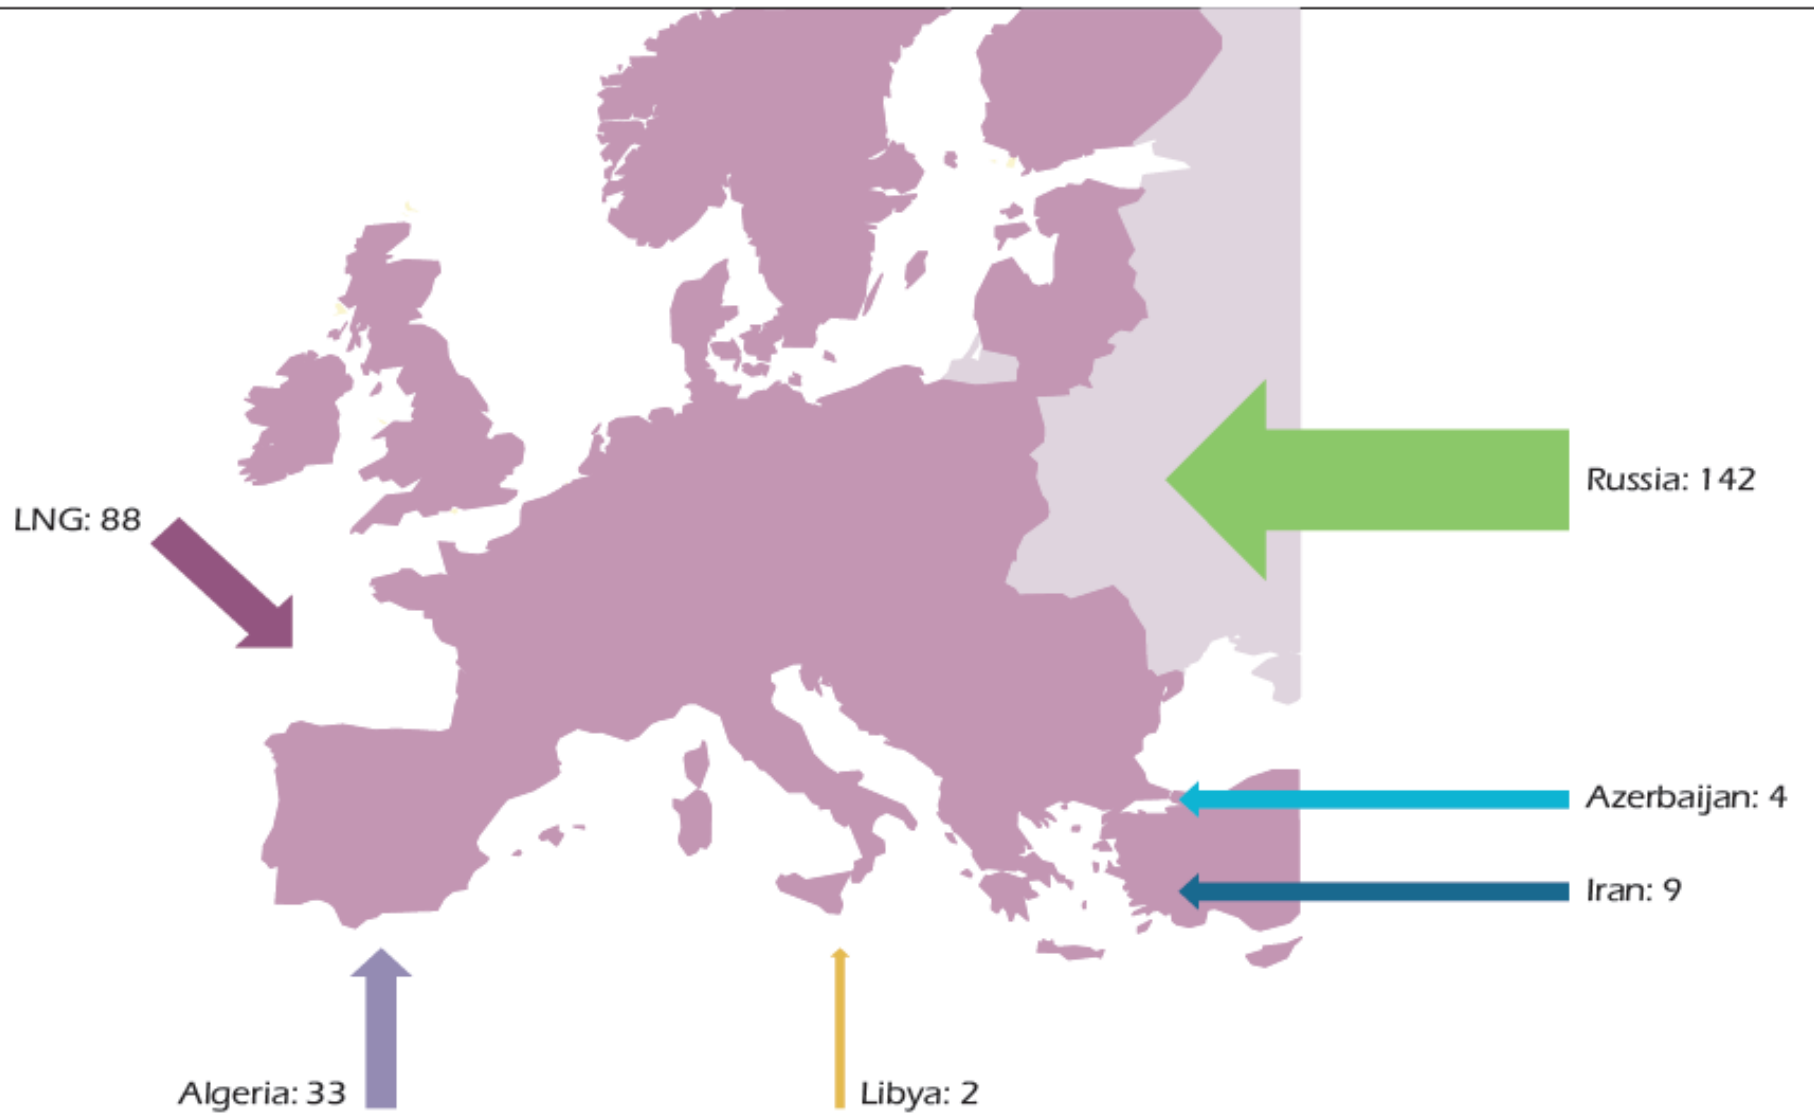 LNG: 88
Russia: 142
Azerbaijan: 4
Iran: 9
Algeria: 33
Libya: 2